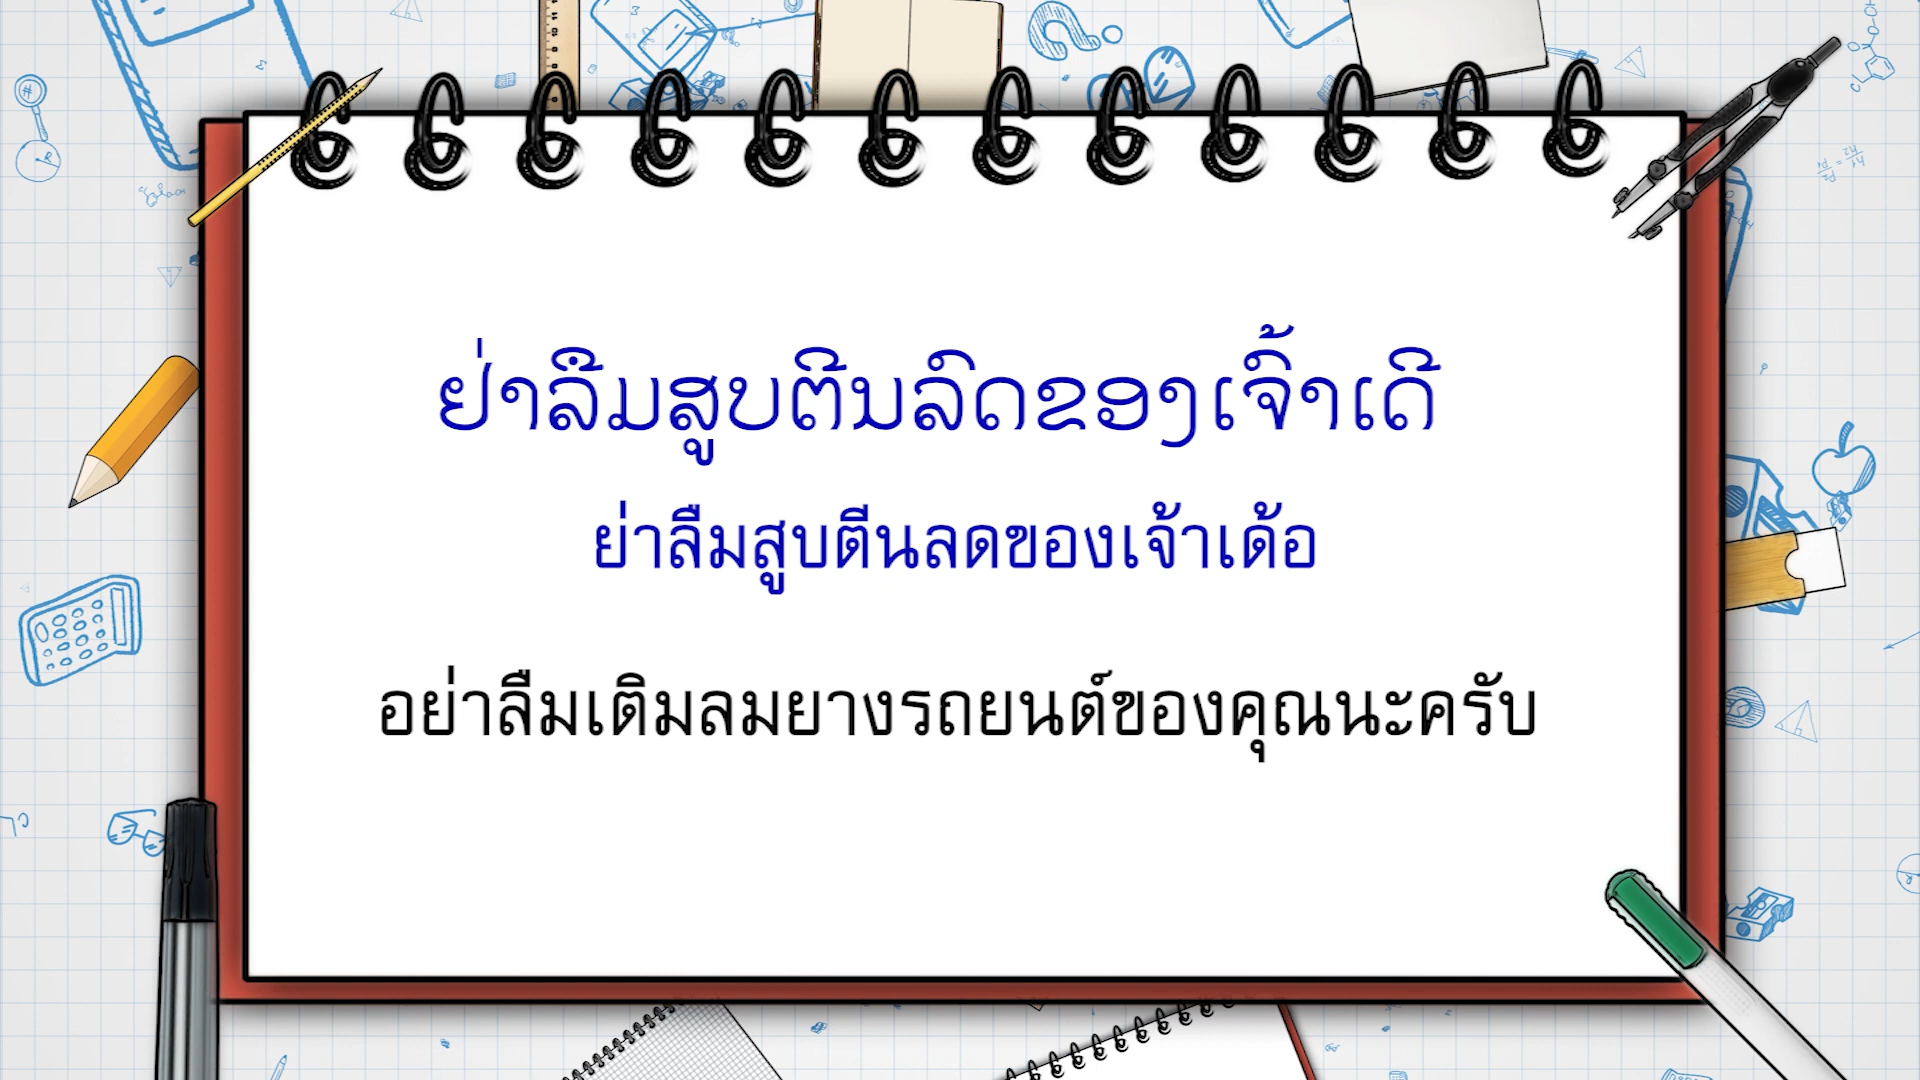 ຢ່າລືມສູບຕີນລົດຂອງເຈົ້າເດີ
ย่าลืมสูบตีนลดของเจ้าเด้อ
อย่าลืมเติมลมยางรถยนต์ของคุณนะครับ